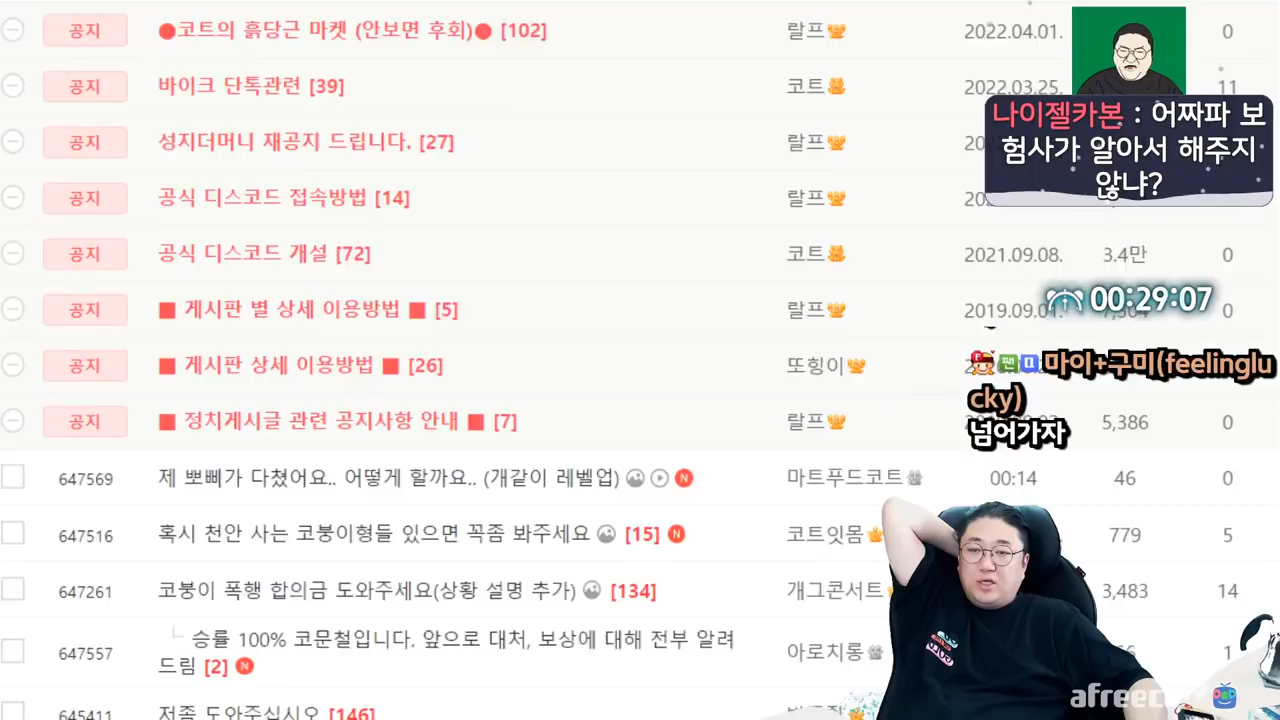 공지 ●코트의 흙당근 마켓 (안보면 후회)● [102] 랄프 2022.04.01. 0
공지 바이크 단톡관련 [39] 코트 2022.03.25. 11
나이젤카본 : 어짜파 보
험사가 알아서 해주지
않냐?
공지 성지더머니 재공지 드립니다. [27] 랄프
공지 공식 디스코드 접속방법 [14] 랄프
공지 공식 디스코드 개설 [72] 코트 2021.09.08. 3.4만 0
00:29:07
공지 ■ 게시판 별 상세 이용방법 ■ [5] 랄프 2019.09.01. 0
공지 ■ 게시판 상세 이용방법 ■ [26] 또힝이
마이+구미(feelinglu
cky)
넘어가자
공지 ■ 정치게시글 관련 공지사항 안내 ■ [7] 랄프 5,386 0
647569 제 뽀삐가 다쳤어요.. 어떻게 할까요.. (개같이 레벨업) N 마트푸드코트 00:14 46 0
647516 혹시 천안 사는 코붕이형들 있으면 꼭좀 봐주세요 [15] N 코트잇몸 779 5
647261 코붕이 폭행 합의금 도와주세요(상황 설명 추가) [134] 개그콘서트 3,483 14
647557 승률 100% 코문철입니다. 앞으로 대처, 보상에 대해 전부 알려
드림 [2] N 아로치롱 1
645411 저좀 도와주십시오 [146]